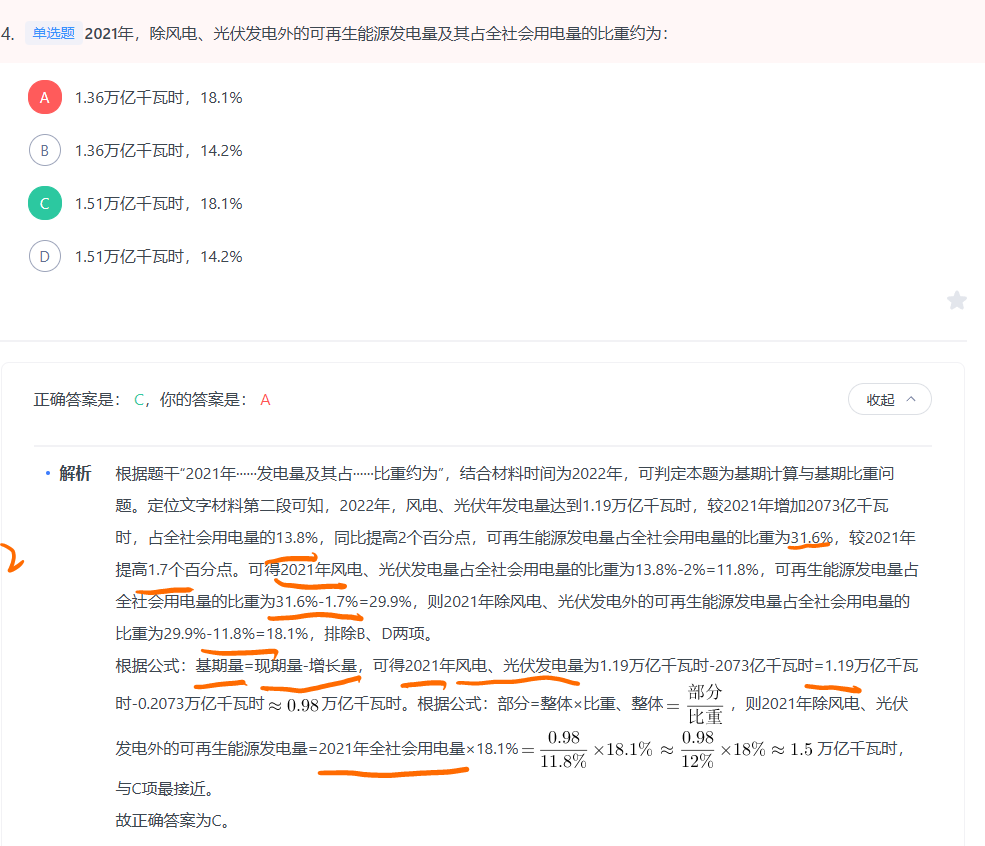 4. 单选题 2021年，除风电、光伏发电外的可再生能源发电量及其占全社会用电量的比重约为：
A 1.36万亿千瓦时，18.1%
B 1.36万亿千瓦时，14.2%
C 1.51万亿千瓦时，18.1%
D 1.51万亿千瓦时，14.2%
正确答案是： C， 你的答案是： A
收起
解析 根据题干“2021年······发电量及其占······比重约为”，结合材料时间为2022年，可判定本题为基期计算与基期比重问
题。定位文字材料第二段可知，2022年，风电、光伏年发电量达到1.19万亿千瓦时，较2021年增加2073亿千瓦
时，占全社会用电量的13.8%，同比提高2个百分点，可再生能源发电量占全社会用电量的比重为31.6%，较2021年
2
提高1.7个百分点。可得2021年风电、光伏发电量占全社会用电量的比重为13.8%-2%=11.8%，可再生能源发电量占
全社会用电量的比重为31.6%-1.7%=29.9%，则2021年除风电、光伏发电外的可再生能源发电量占全社会用电量的
比重为29.9%-11.8%=18.1%，排除B、D两项。
根据公式：基期量=现期量-增长量，可得2021年风电、光伏发电量为1.19万亿千瓦时-2073亿千瓦时=1.19万亿千瓦
时-0.2073万亿千瓦时≈0.98万亿千瓦时。根据公式：部分=整体×比重、整体=部分/比重，则2021年除风电、光伏
发电外的可再生能源发电量=2021年全社会用电量×18.1%=0.98/11.8%×18.1%≈0.98/12%×18%≈1.5万亿千瓦时，
与C项最接近。
故正确答案为C。